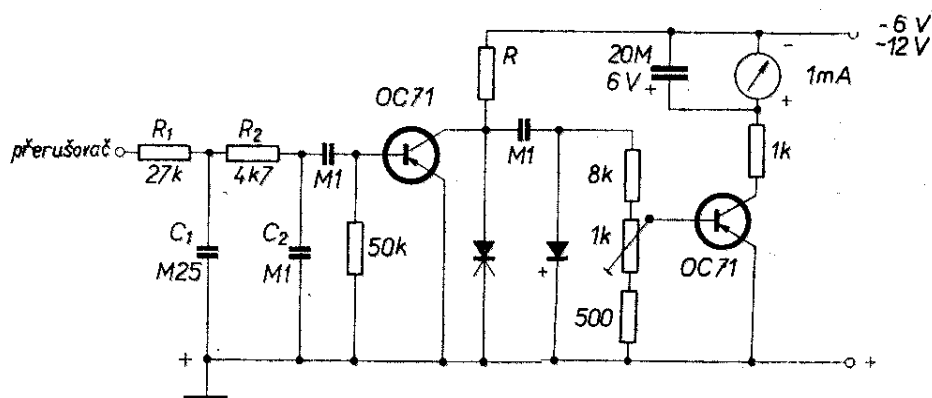 - 6 V
-12 V
R
20M
6V +
-
1mA
+
OC71
přerušovač
R1
27k
R2
4k7
M1
M1
8k
1k
1k
C1
M25
C2
M1
50k
+
OC71
500
+
+